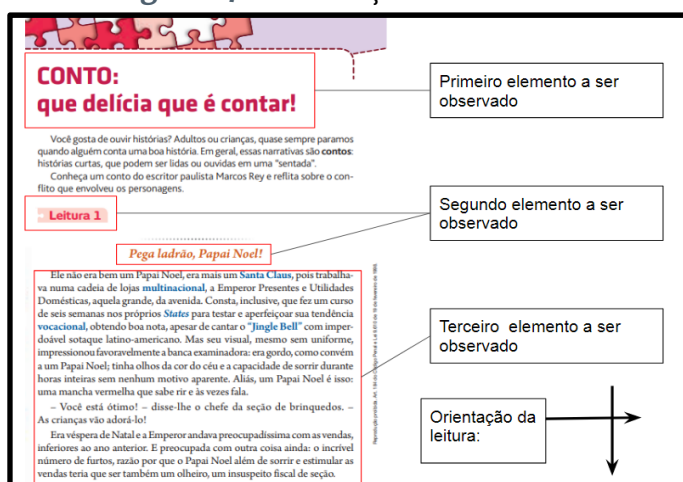 CONTO:
que delícia que é contar!
Você gosta de ouvir histórias? Adultos ou crianças, quase sempre paramos
quando alguém conta uma boa história. Em geral, essas narrativas são contos:
histórias curtas, que podem ser lidas ou ouvidas em uma "sentada".
Conheça um conto do escritor paulista Marcos Rey e reflita sobre o con-
flito que envolveu os personagens.
Leitura 1
Pega ladrão, Papai Noel!
Ele não era bem um Papai Noel, era mais um Santa Claus, pois trabalha-
va numa cadeia de lojas multinacional, a Emperor Presentes e Utilidades
Domésticas, aquela grande, da avenida. Consta, inclusive, que fez um curso
de seis semanas nos próprios States para testar e aperfeiçoar sua tendência
vocacional, obtendo boa nota, apesar de cantar o "Jingle Bell" com imper-
doável sotaque latino-americano. Mas seu visual, mesmo sem uniforme,
impressionou favoravelmente a banca examinadora: era gordo, como convém
a um Papai Noel; tinha olhos da cor do céu e a capacidade de sorrir durante
horas inteiras sem nenhum motivo aparente. Aliás, um Papai Noel é isso:
uma mancha vermelha que sabe rir e às vezes fala.
– Você está ótimo! – disse-lhe o chefe da seção de brinquedos. –
As crianças vão adorá-lo!
Era véspera de Natal e a Emperor andava preocupadíssima com as vendas,
inferiores ao ano anterior. E preocupada com outra coisa ainda: o incrível
número de furtos, razão por que o Papai Noel além de sorrir e estimular as
vendas teria que ser também um olheiro, um insuspeito fiscal de seção.
Primeiro elemento a ser
observado
Segundo elemento a ser
observado
Terceiro elemento a ser
observado
Orientação da
leitura: